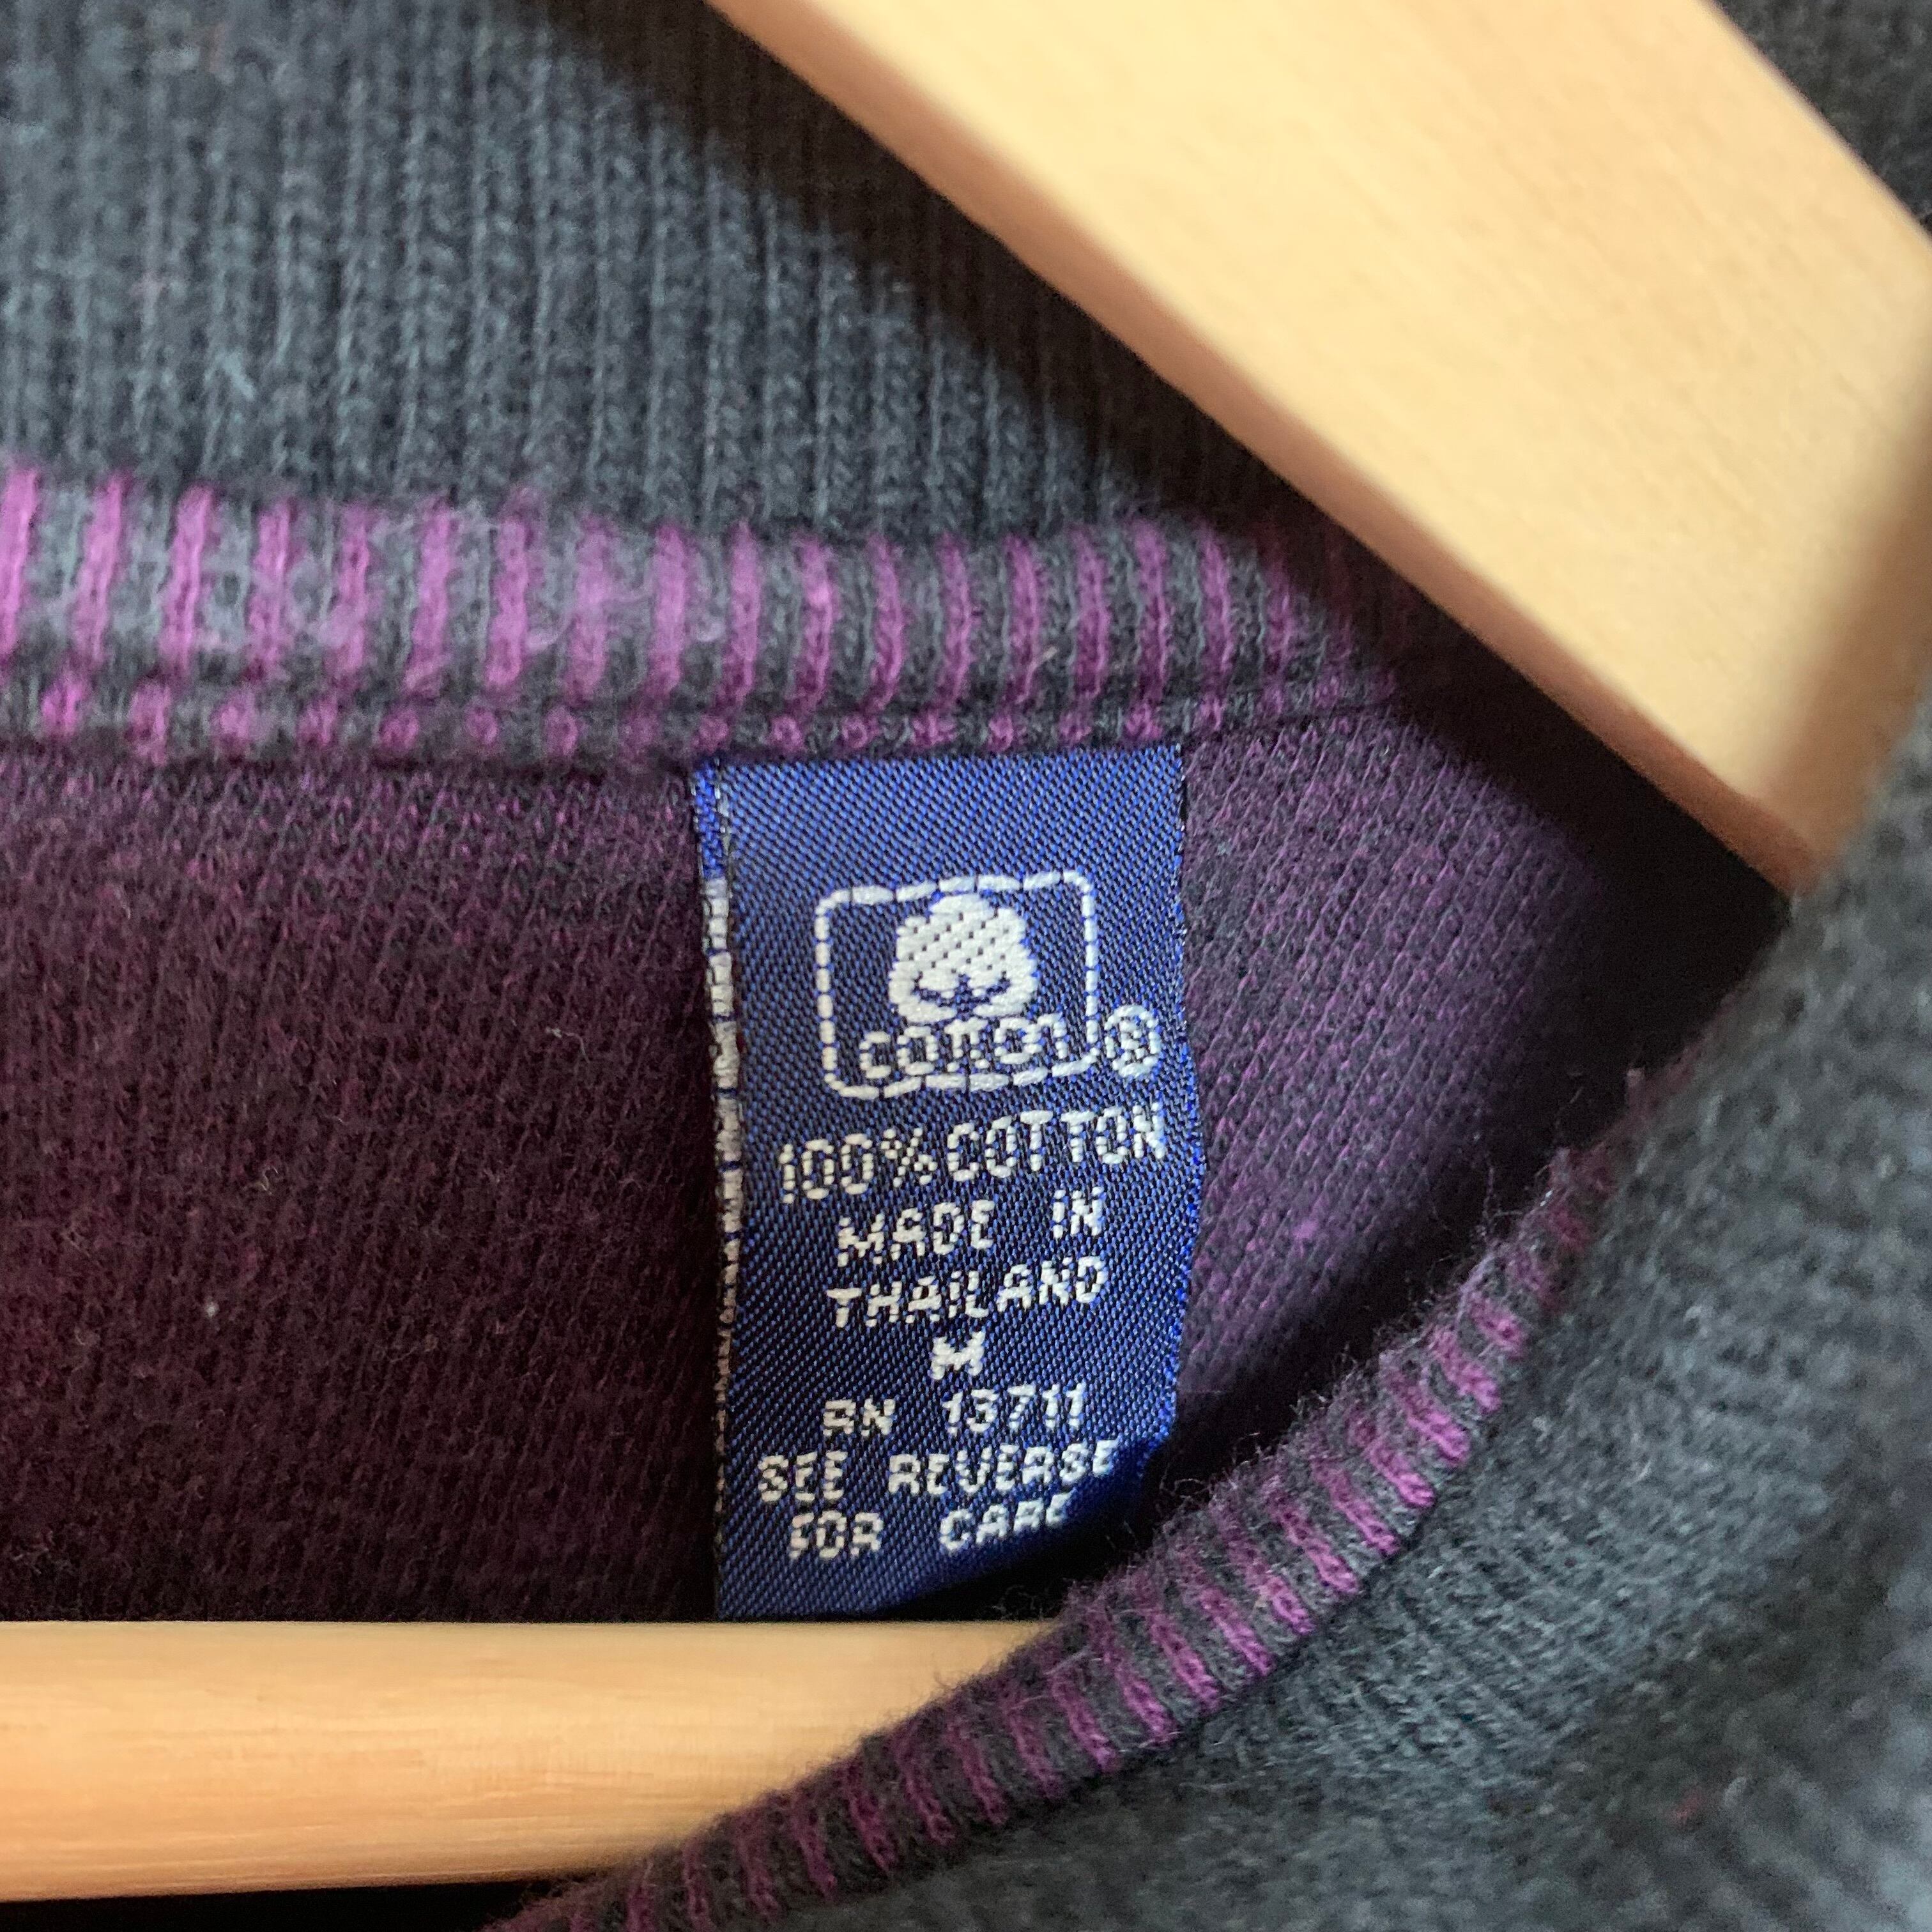 cotton ®
100% COTTON
MADE IN
THAILAND
M
RN 13711
SEE REVERSE
FOR CARE